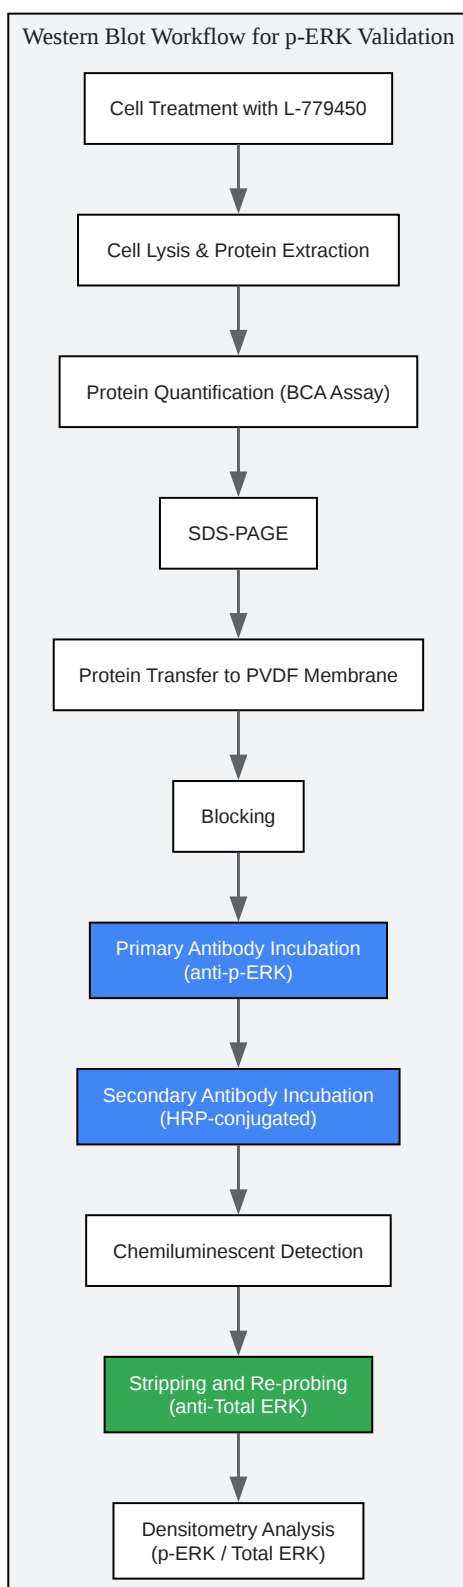 Western Blot Workflow for p-ERK Validation
Cell Treatment with L-779450
Cell Lysis & Protein Extraction
Protein Quantification (BCA Assay)
SDS-PAGE
Protein Transfer to PVDF Membrane
Blocking
Primary Antibody Incubation
(anti-p-ERK)
Secondary Antibody Incubation
(HRP-conjugated)
Chemiluminescent Detection
Stripping and Re-probing
(anti-Total ERK)
Densitometry Analysis
(p-ERK / Total ERK)